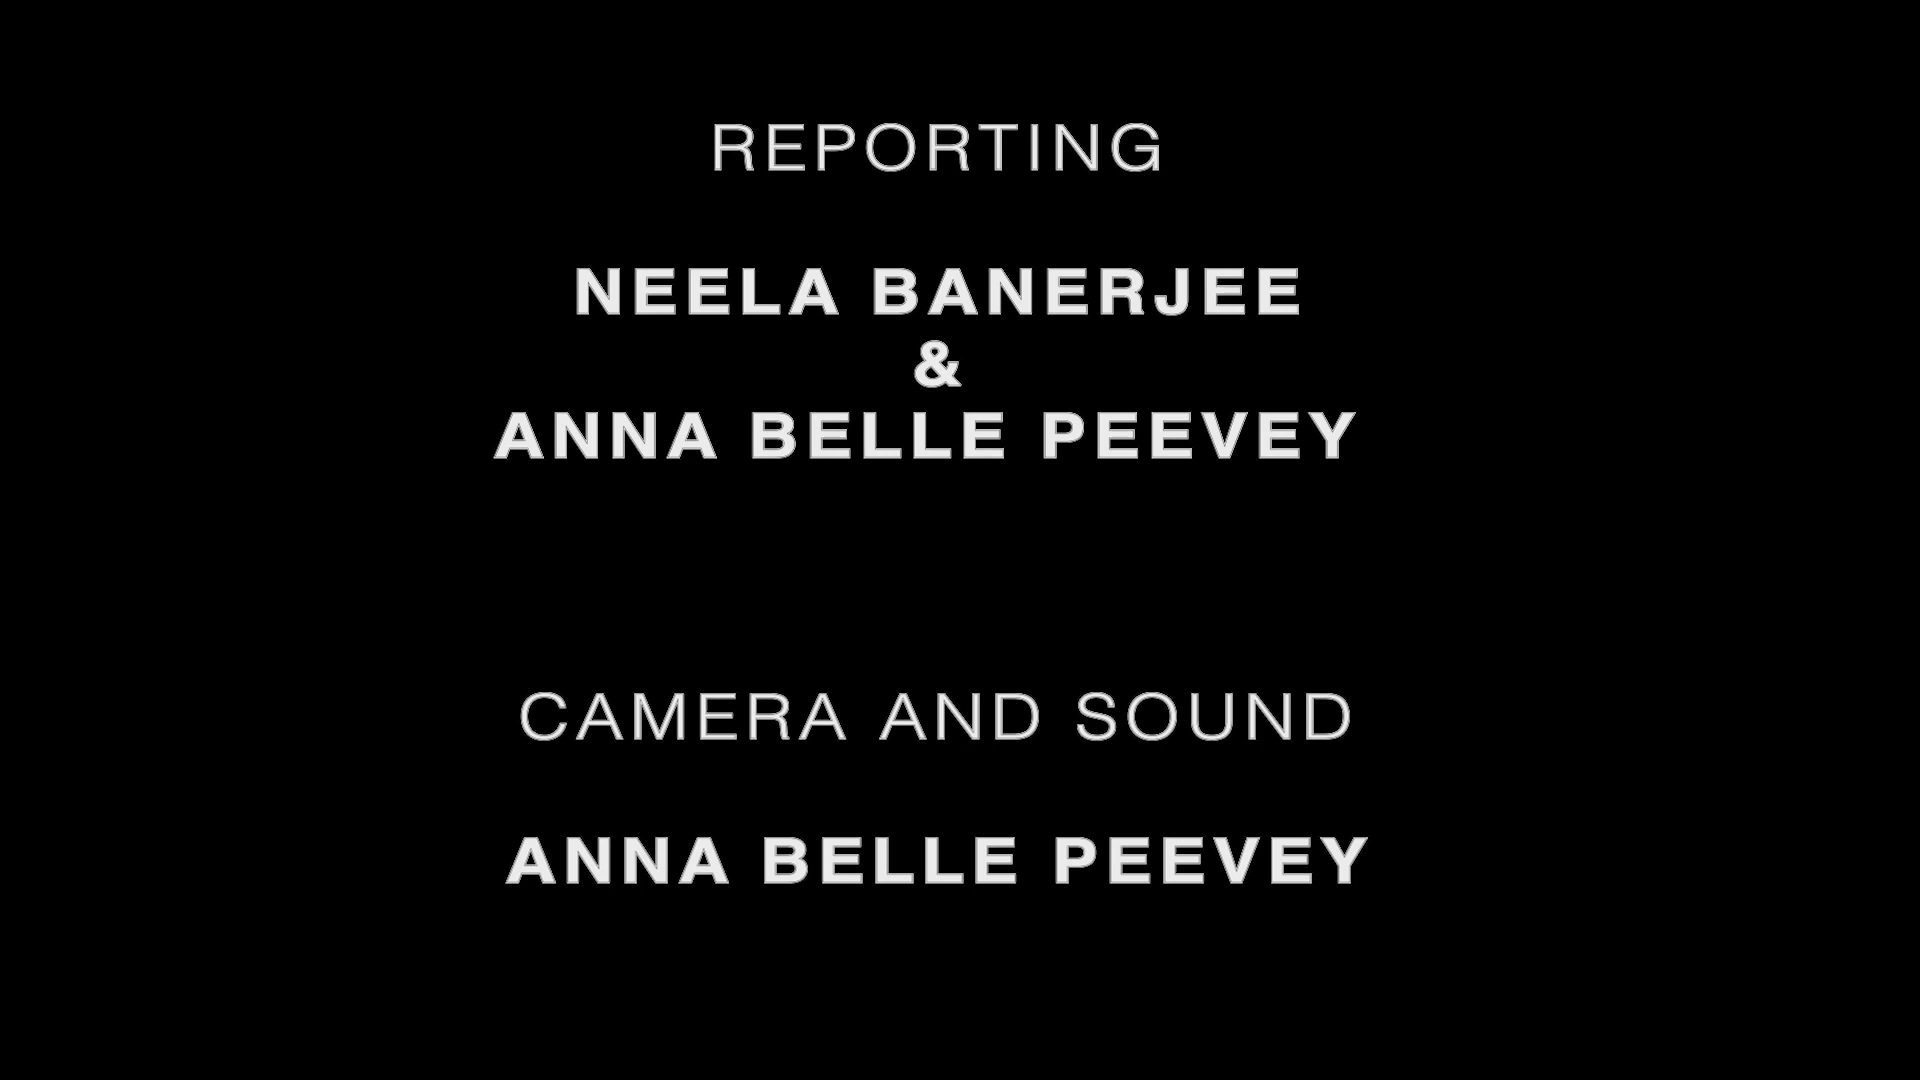 REPORTING
NEELA BANERJEE
&
ANNA BELLE PEEVEY
CAMERA AND SOUND
ANNA BELLE PEEVEY